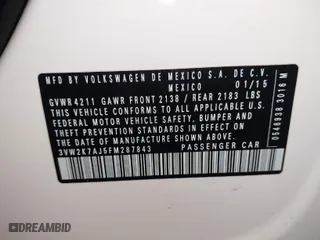 MFD BY VOLKSWAGEN DE MEXICO S.A. DE C.V.
MEXICO 01/15
GVWR 4211 GAWR FRONT 2138 / REAR 2183 LBS
THIS VEHICLE CONFORMS TO ALL APPLICABLE U.S.
FEDERAL MOTOR VEHICLE SAFETY, BUMPER AND
THEFT PREVENTION STANDARDS IN EFFECT ON
THE DATE OF MANUFACTURE SHOWN ABOVE.
3VW2K7AJ5FM287843 PASSENGER CAR
0546938 3016 M
DREAMBID